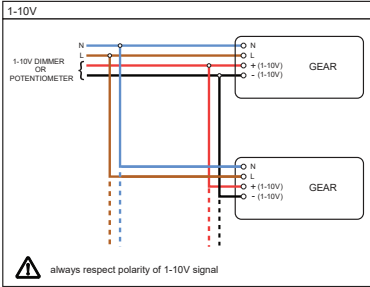 1-10V
N
L
1-10V DIMMER
OR
POTENTIOMETER
{
N
L
+ (1-10V)
- (1-10V)
GEAR
N
L
+ (1-10V)
- (1-10V)
GEAR
always respect polarity of 1-10V signal